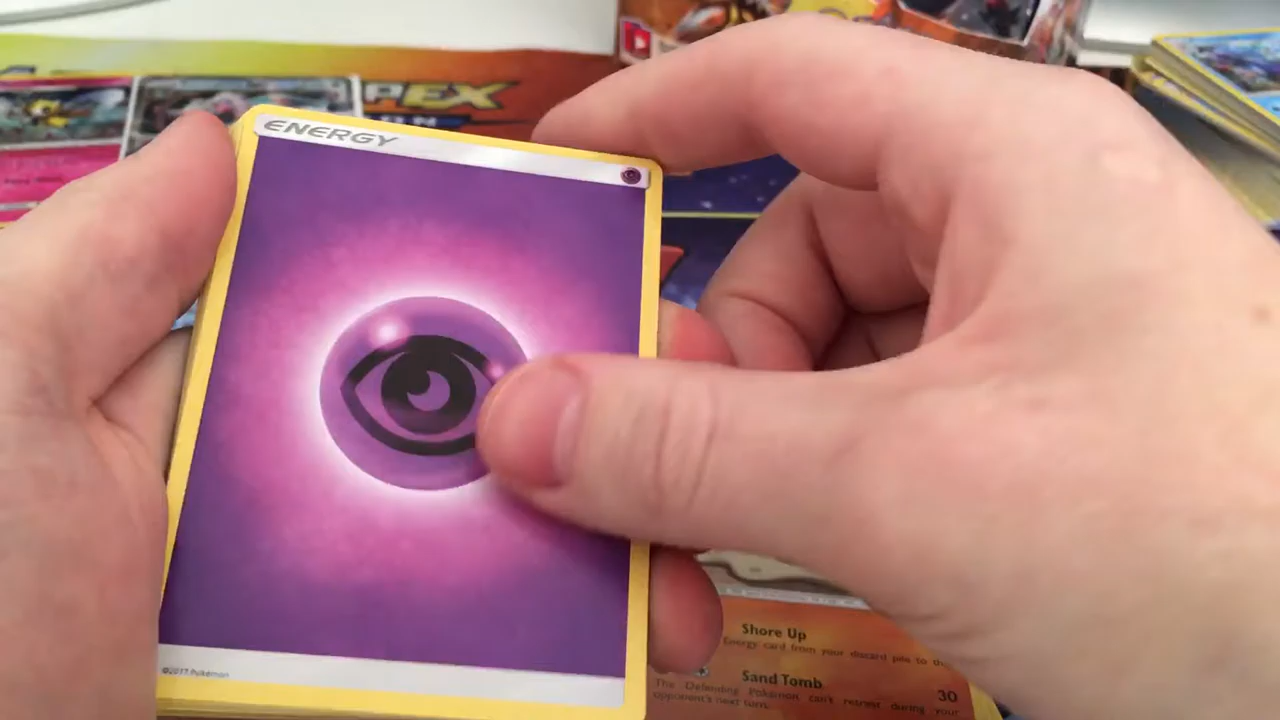 PEX
ENERGY
©2017 Pokémon
Shore Up
Energy card from your discard pile to th
Sand Tomb
30
The Defending Pokémon can't retreat during your
opponent's next turn.